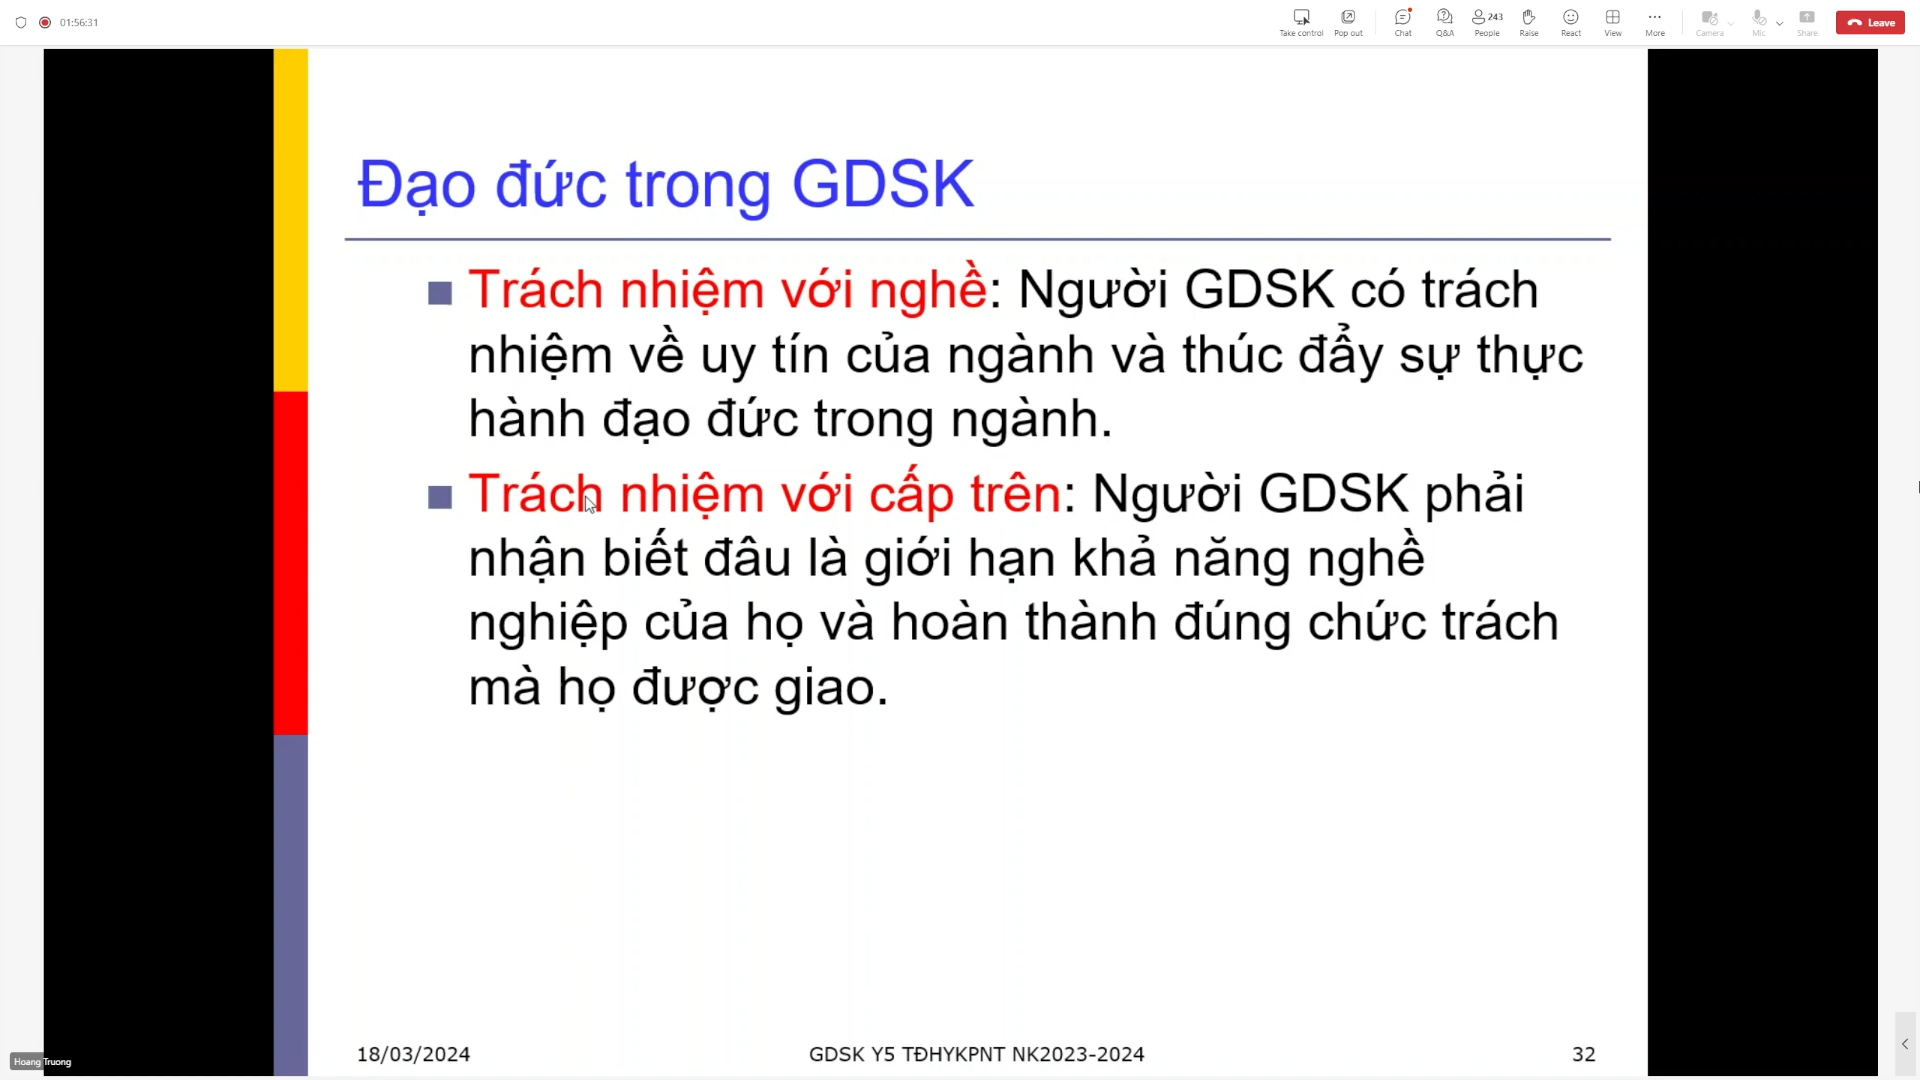 01:56:31
Take control
Pop out
Chat
Q&A
243
People
Raise
React
View
More
Camera
Mic
Share
Leave
Đạo đức trong GDSK
Trách nhiệm với nghề: Người GDSK có trách
nhiệm về uy tín của ngành và thúc đẩy sự thực
hành đạo đức trong ngành.
Trách nhiệm với cấp trên: Người GDSK phải
nhận biết đâu là giới hạn khả năng nghề
nghiệp của họ và hoàn thành đúng chức trách
mà họ được giao.
18/03/2024
GDSK Y5 TĐHYKPNT NK2023-2024
32
Hoang Truong